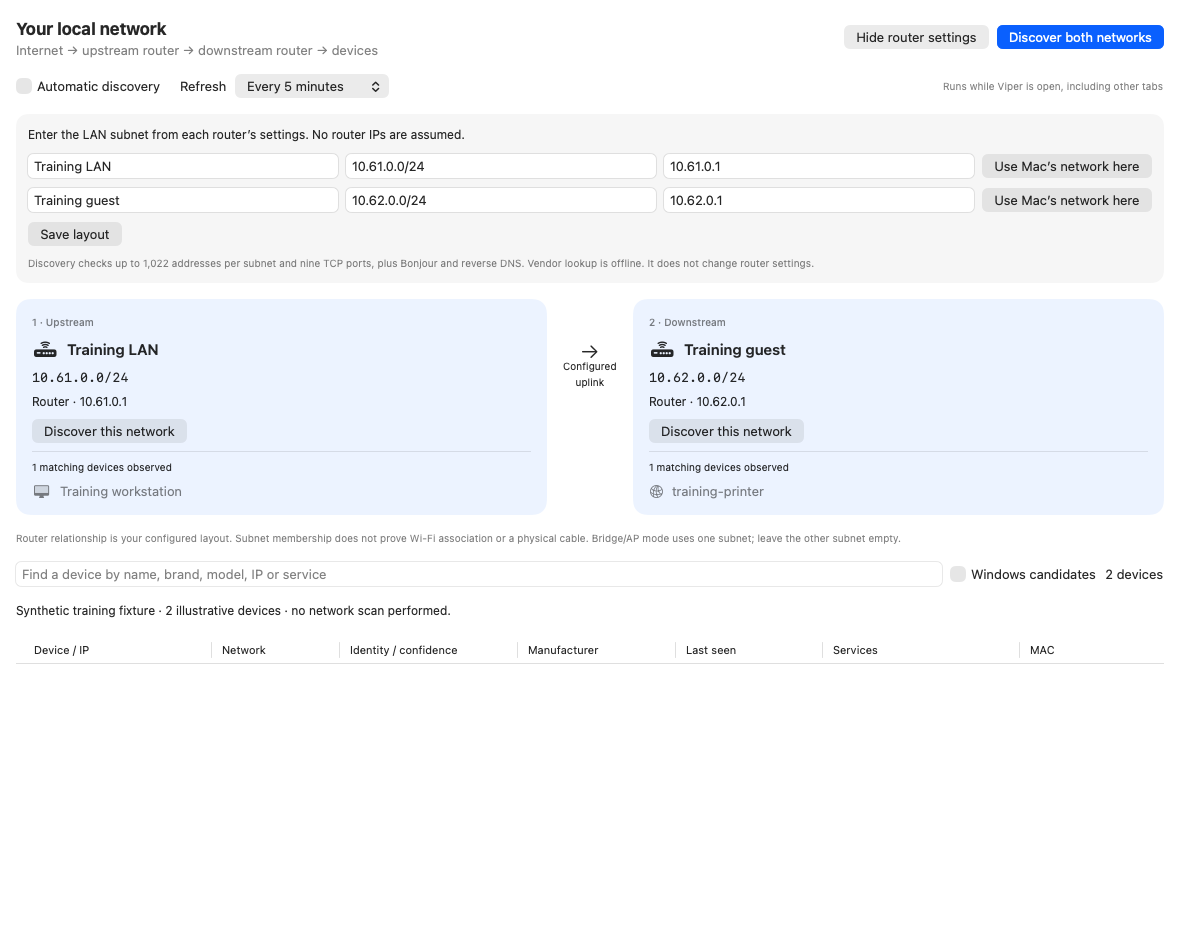 Your local network
Internet → upstream router → downstream router → devices
Hide router settings
Discover both networks
Automatic discovery
Refresh
Every 5 minutes
Runs while Viper is open, including other tabs
Enter the LAN subnet from each router's settings. No router IPs are assumed.
Training LAN
10.61.0.0/24
10.61.0.1
Use Mac's network here
Training guest
10.62.0.0/24
10.62.0.1
Use Mac's network here
Save layout
Discovery checks up to 1,022 addresses per subnet and nine TCP ports, plus Bonjour and reverse DNS. Vendor lookup is offline. It does not change router settings.
1 · Upstream
Training LAN
10.61.0.0/24
Router · 10.61.0.1
Discover this network
1 matching devices observed
Training workstation
Configured
uplink
2 · Downstream
Training guest
10.62.0.0/24
Router · 10.62.0.1
Discover this network
1 matching devices observed
training-printer
Router relationship is your configured layout. Subnet membership does not prove Wi-Fi association or a physical cable. Bridge/AP mode uses one subnet; leave the other subnet empty.
Find a device by name, brand, model, IP or service
Windows candidates
2 devices
Synthetic training fixture · 2 illustrative devices · no network scan performed.
Device / IP
Network
Identity / confidence
Manufacturer
Last seen
Services
MAC